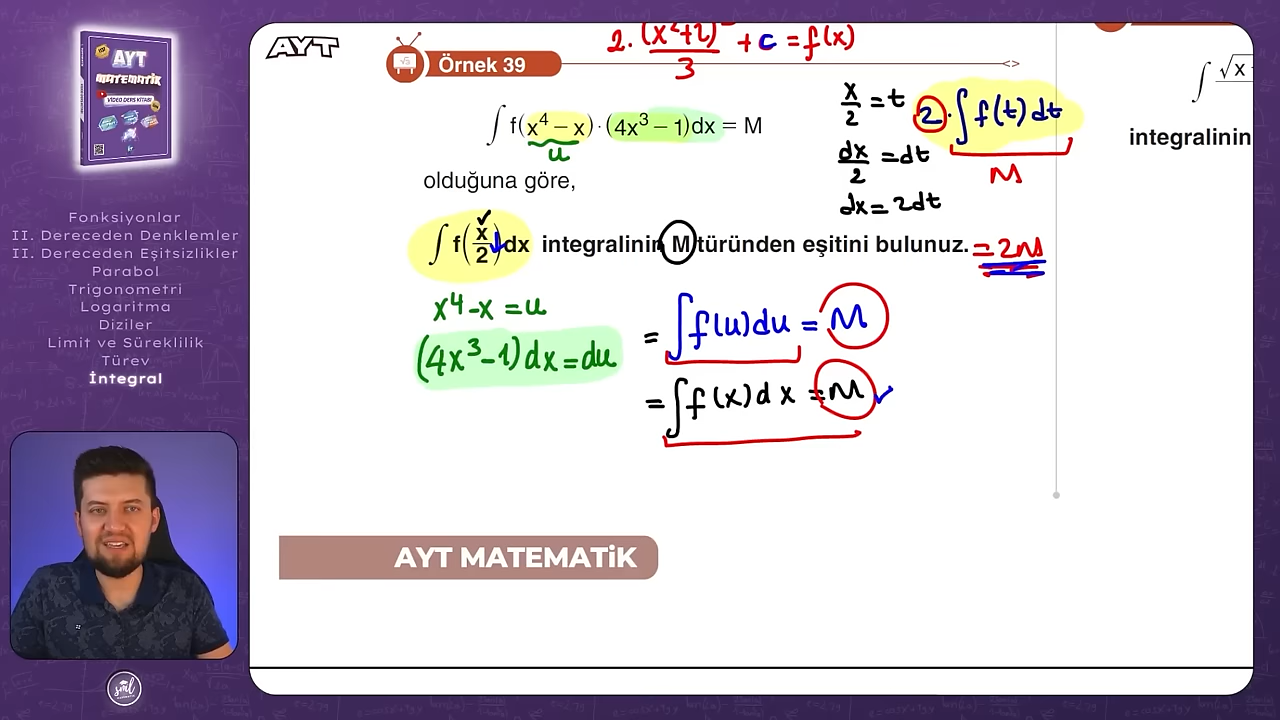 AYT
MATEMATİK
VİDEO DERS KİTABI
Fonksiyonlar
II. Dereceden Denklemler
II. Dereceden Eşitsizlikler
Parabol
Trigonometri
Logaritma
Diziler
Limit ve Süreklilik
Türev
İntegral
sml
AYT
2. (x²+2) / 3 + c = f(x)
Örnek 39
∫ f(x⁴ − x) · (4x³ − 1)dx = M
u
olduğuna göre,
∫ f(x/2)dx integralinin M türünden eşitini bulunuz. = 2M
x/2 = t
2 · ∫ f(t) dt
M
dx/2 = dt
dx = 2dt
x⁴ - x = u
(4x³ - 1) dx = du
= ∫ f(u) du = M
= ∫ f(x) dx = M
AYT MATEMATİK
∫ √x
integralinin